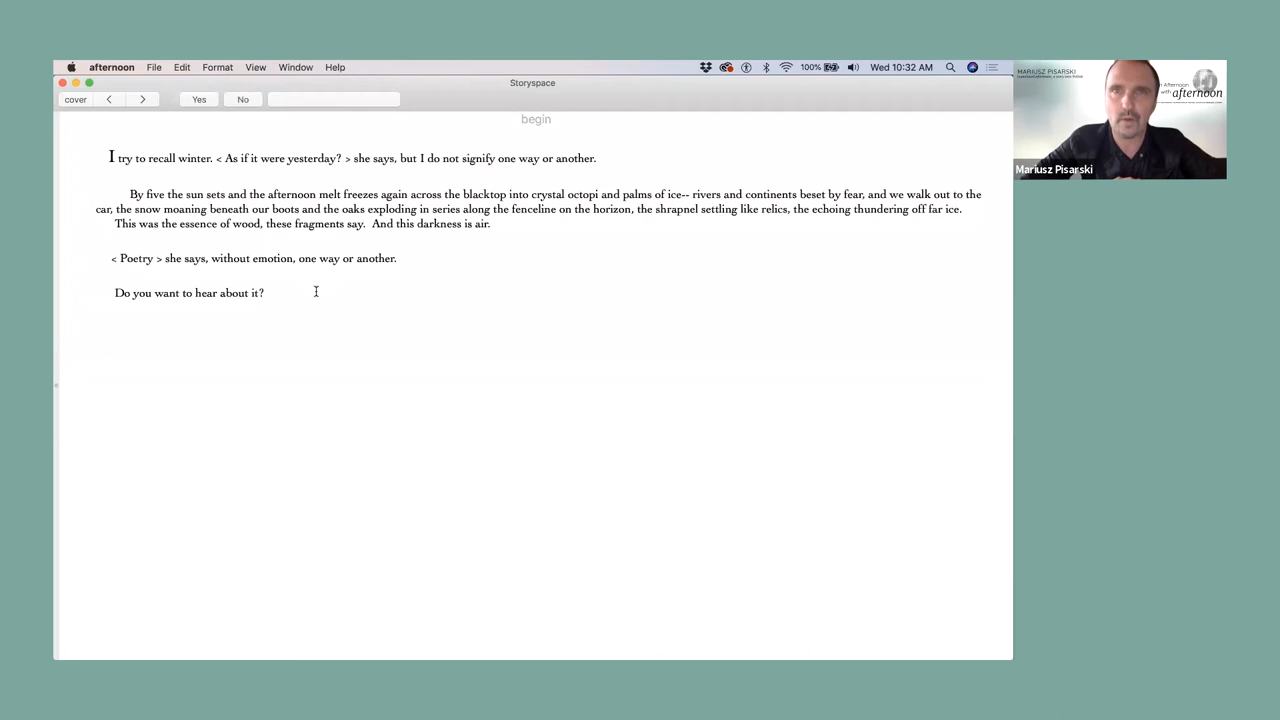 afternoon File Edit Format View Window Help 100% Wed 10:32 AM
Storyspace
cover Yes No
begin
I try to recall winter. < As if it were yesterday? > she says, but I do not signify one way or another.
By five the sun sets and the afternoon melt freezes again across the blacktop into crystal octopi and palms of ice-- rivers and continents beset by fear, and we walk out to the
car, the snow moaning beneath our boots and the oaks exploding in series along the fenceline on the horizon, the shrapnel settling like relics, the echoing thundering off far ice.
This was the essence of wood, these fragments say. And this darkness is air.
< Poetry > she says, without emotion, one way or another.
Do you want to hear about it?
MARIUSZ PISARSKI
Afternoon
with afternoon
Mariusz Pisarski